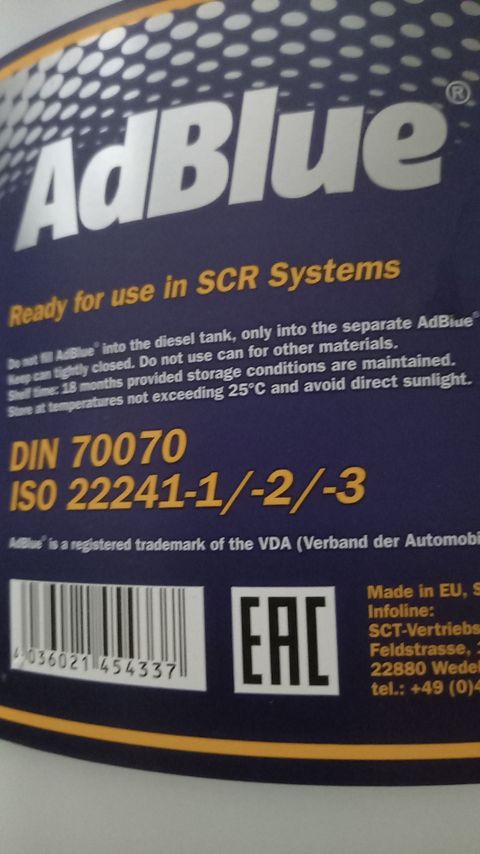 AdBlue®
Ready for use in SCR Systems
Do not fill AdBlue® into the diesel tank, only into the separate AdBlue®
Keep can tightly closed. Do not use can for other materials.
Shelf time: 18 months provided storage conditions are maintained.
Store at temperatures not exceeding 25°C and avoid direct sunlight.
DIN 70070
ISO 22241-1/-2/-3
AdBlue® is a registered trademark of the VDA (Verband der Automobi
4 036021 454337
EAC
Made in EU, S
Infoline:
SCT-Vertriebs
Feldstrasse, 1
22880 Wedel
tel.: +49 (0)4